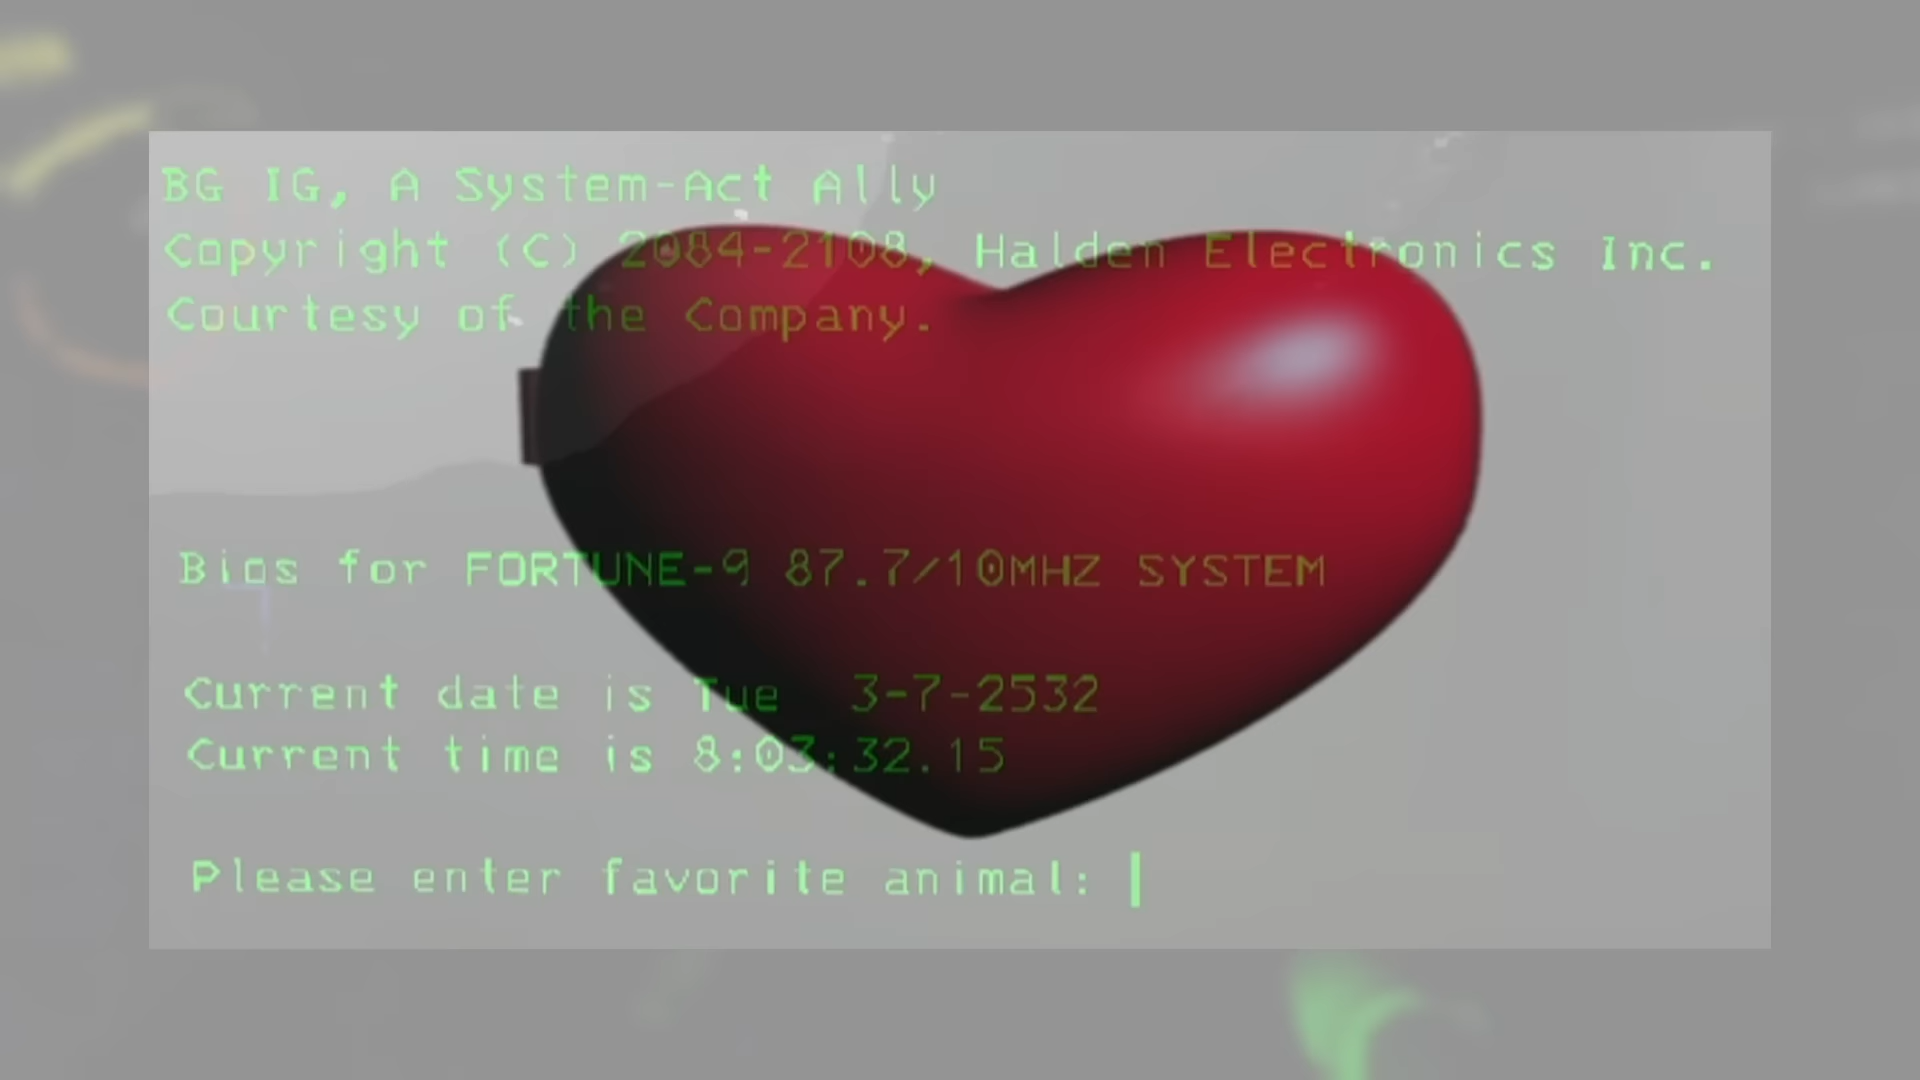 BG IG, A System-Act Ally
Copyright (C) 2084-2108, Halden Electronics Inc.
Courtesy of the Company.
Bios for FORTUNE-9 87.7/10MHZ SYSTEM
Current date is Tue 3-7-2532
Current time is 8:03:32.15
Please enter favorite animal: